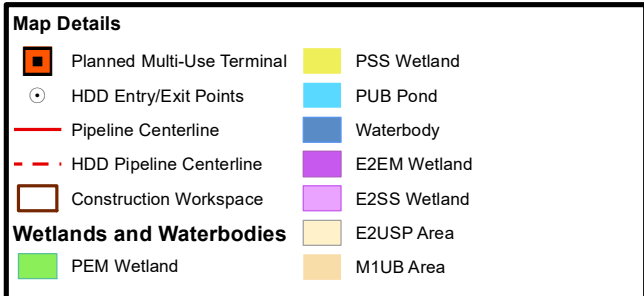 Map Details
Planned Multi-Use Terminal
HDD Entry/Exit Points
Pipeline Centerline
HDD Pipeline Centerline
Construction Workspace
Wetlands and Waterbodies
PEM Wetland
PSS Wetland
PUB Pond
Waterbody
E2EM Wetland
E2SS Wetland
E2USP Area
M1UB Area